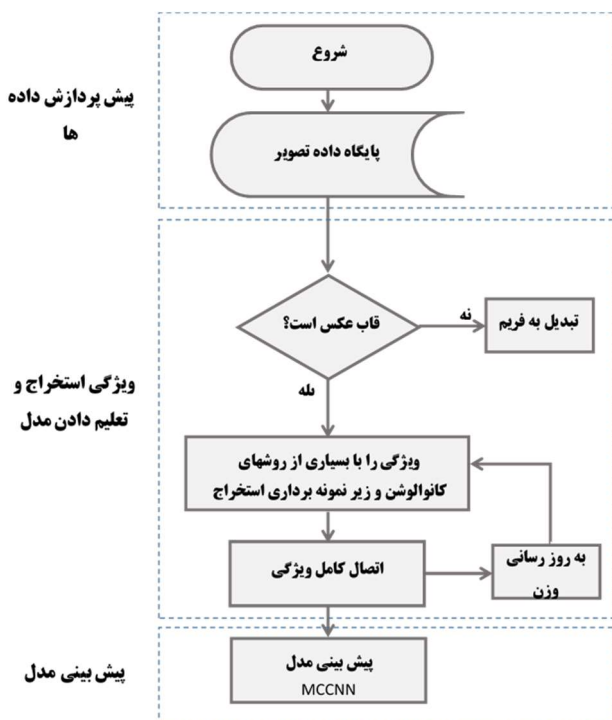 شروع
پیش پردازش داده
ها
پایگاه داده تصویر
قاب عکس است؟
نه
تبدیل به فریم
بله
ویژگی استخراج و
تعلیم دادن مدل
ویژگی را با بسیاری از روشهای
کانوالوشن و زیر نمونه برداری استخراج
اتصال کامل ویژگی
به روز رسانی
وزن
پیش بینی مدل
پیش بینی مدل
MCCNN